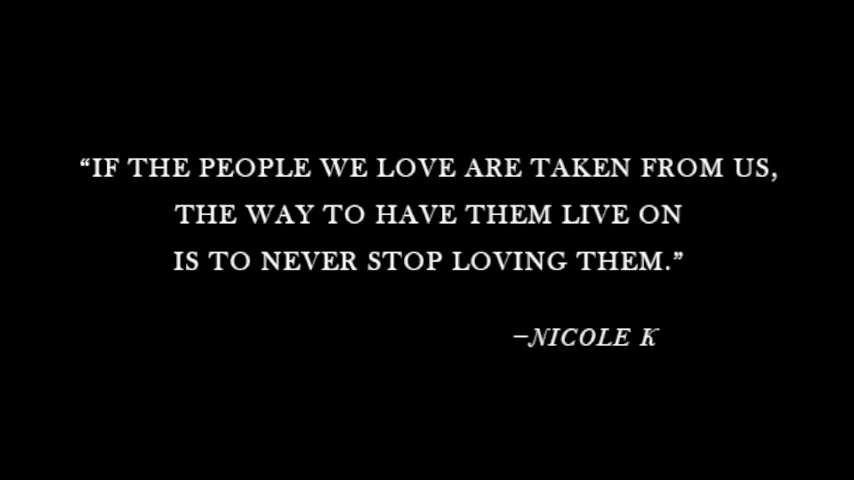 “IF THE PEOPLE WE LOVE ARE TAKEN FROM US,
THE WAY TO HAVE THEM LIVE ON
IS TO NEVER STOP LOVING THEM.”
–NICOLE K